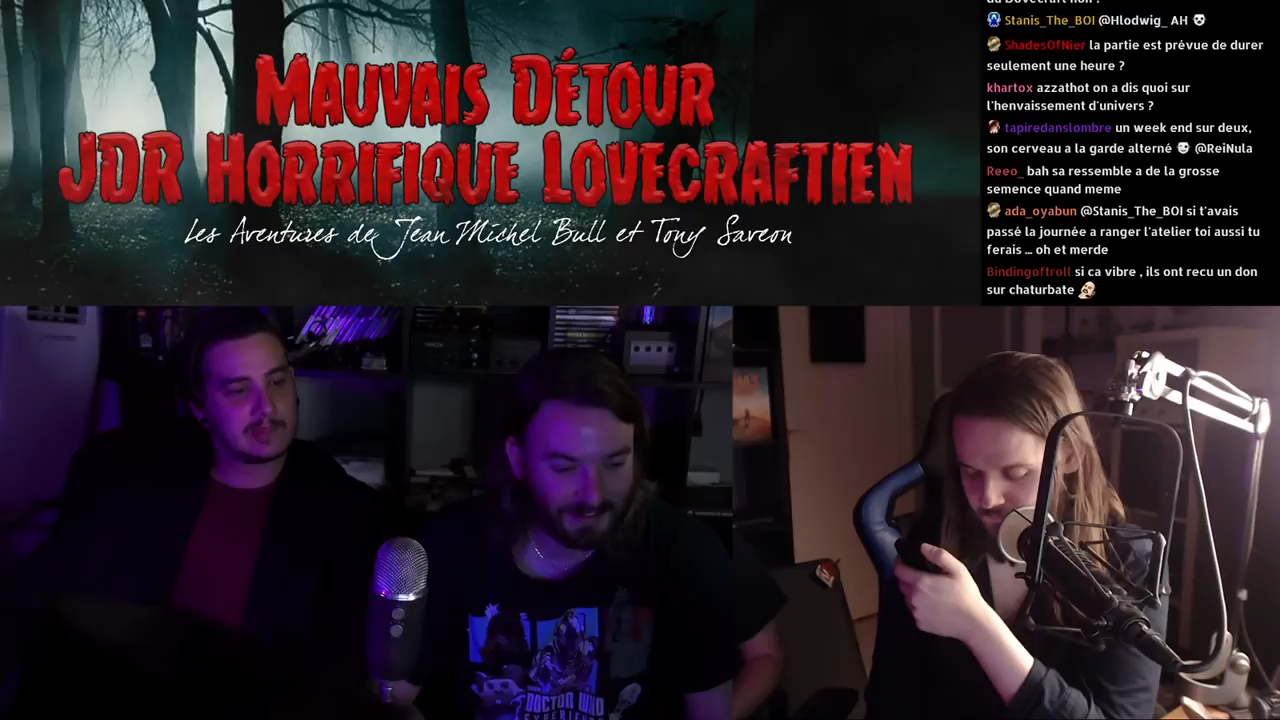 MAUVAIS DÉTOUR
JDR HORRIFIQUE LOVECRAFTIEN
Les Aventures de Jean Michel Bull et Tony Saveon
Stanis_The_BOI @Hlodwig_ AH
ShadesOfNier la partie est prévue de durer
seulement une heure ?
khartox azzathot on a dis quoi sur
l'henvaissement d'univers ?
tapiredanslombre un week end sur deux,
son cerveau a la garde alterné @ReiNula
Reeo_ bah sa ressemble a de la grosse
semence quand meme
ada_oyabun @Stanis_The_BOI si t'avais
passé la journée a ranger l'atelier toi aussi tu
ferais ... oh et merde
Bindingoftroll si ca vibre , ils ont recu un don
sur chaturbate
DOCTOR WHO
EXPERIENCE